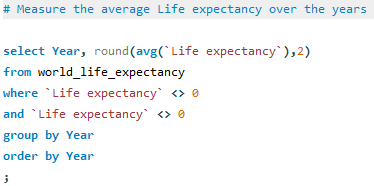 # Measure the average Life expectancy over the years
select Year, round(avg(`Life expectancy`),2)
from world_life_expectancy
where `Life expectancy` <> 0
and `Life expectancy` <> 0
group by Year
order by Year
;